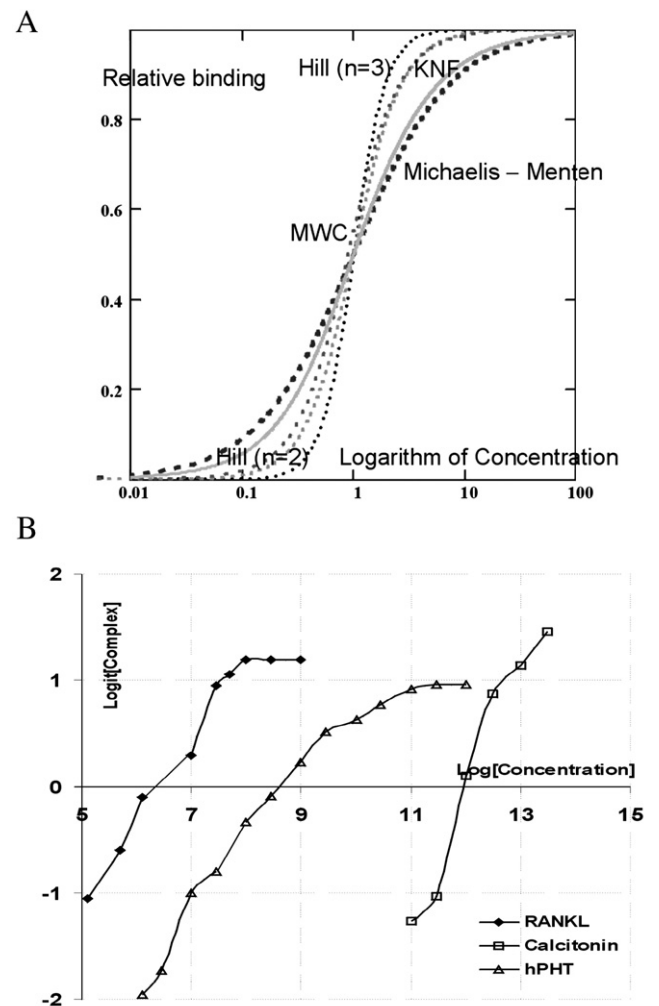 A
Relative binding
Hill (n=3)
KNF
0.8
Michaelis – Menten
0.6
MWC
0.4
0.2
Hill (n=2)
Logarithm of Concentration
0.01 0.1 1 10 100
B
2
Logit[Complex]
1
Log[Concentration]
0
5 7 9 11 13 15
-1
RANKL
Calcitonin
hPHT
-2